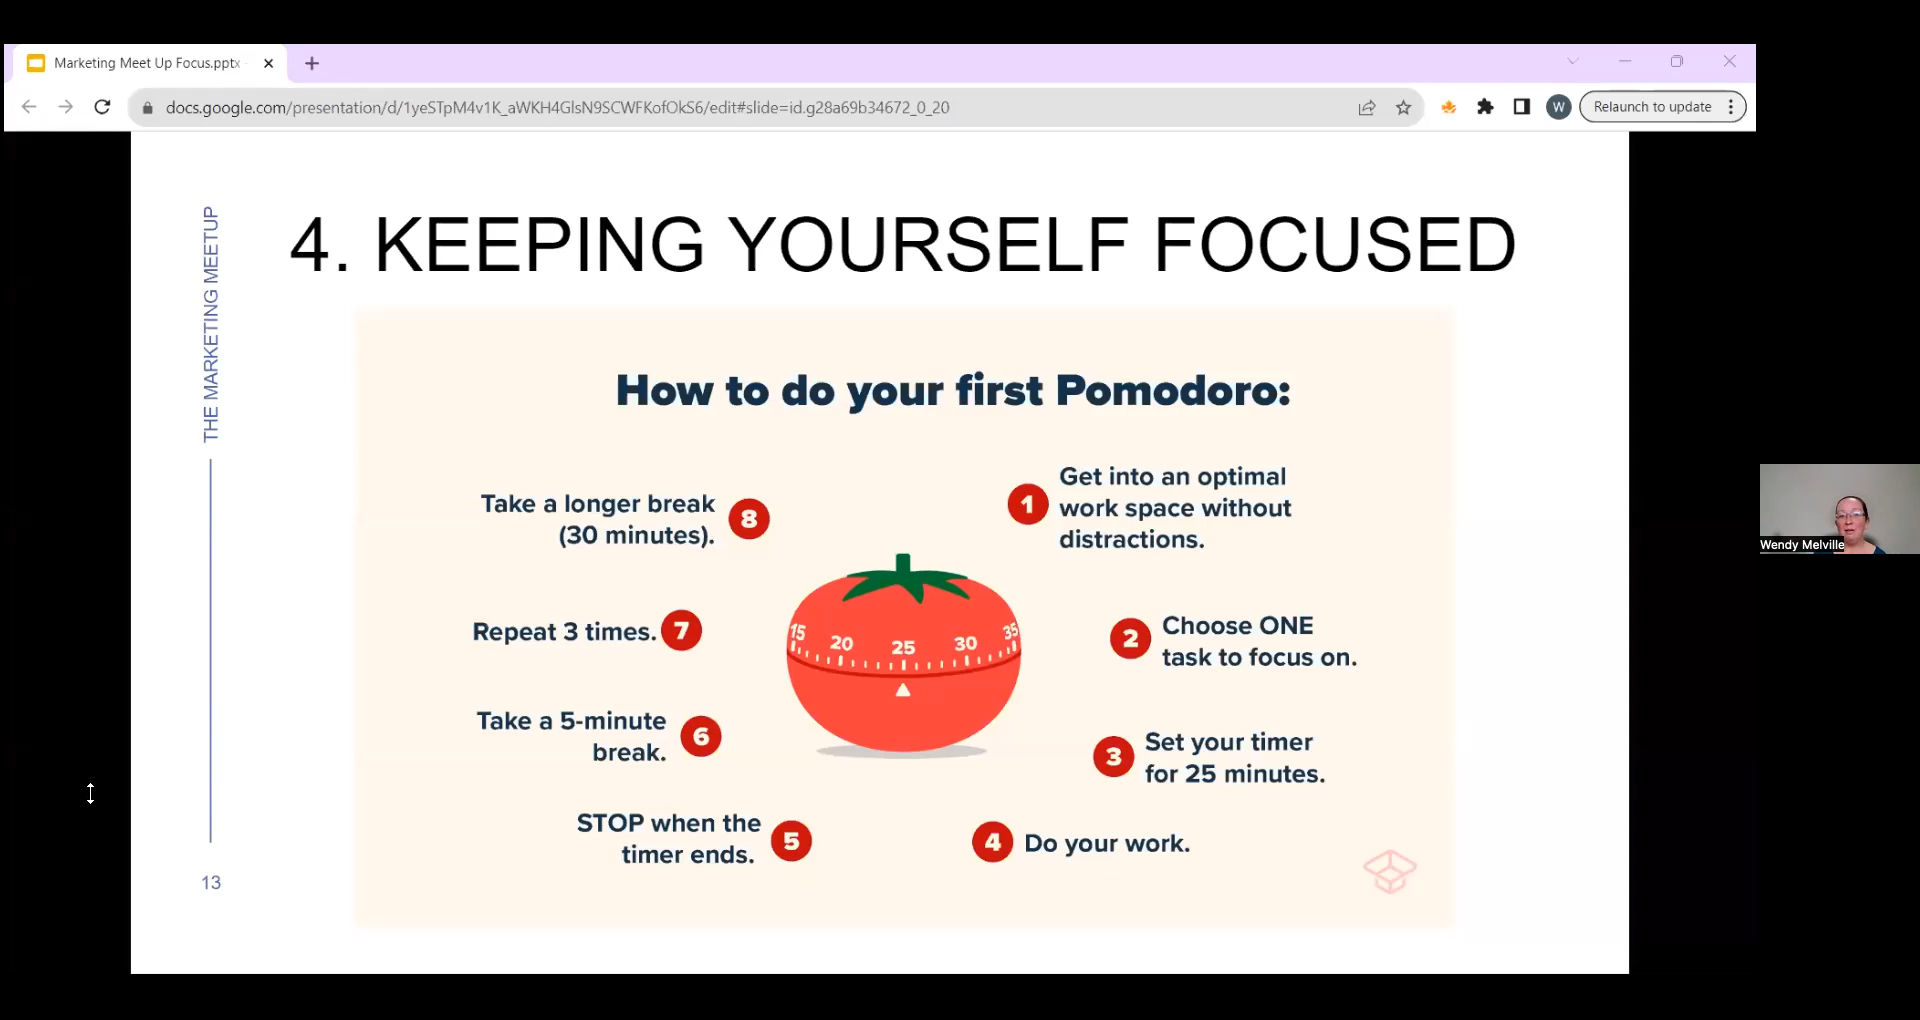 Marketing Meet Up Focus.pptx
docs.google.com/presentation/d/1yeSTpM4v1K_aWKH4GlsN9SCWFKofOkS6/edit#slide=id.g28a69b34672_0_20
W
Relaunch to update
THE MARKETING MEETUP
13
4. KEEPING YOURSELF FOCUSED
How to do your first Pomodoro:
1
Get into an optimal
work space without
distractions.
2
Choose ONE
task to focus on.
3
Set your timer
for 25 minutes.
4
Do your work.
5
STOP when the
timer ends.
6
Take a 5-minute
break.
7
Repeat 3 times.
8
Take a longer break
(30 minutes).
15 20 25 30 35
Wendy Melville